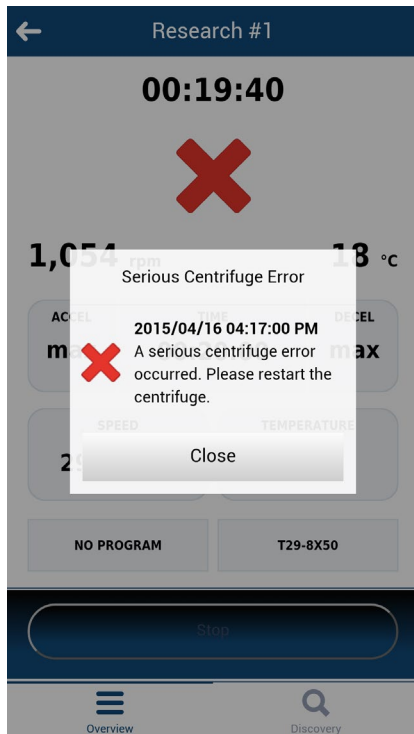 Research #1
00:19:40
1,054 rpm
18 °C
Serious Centrifuge Error
2015/04/16 04:17:00 PM
A serious centrifuge error
occurred. Please restart the
centrifuge.
Close
TIME
DECEL
max
SPEED
TEMPERATURE
NO PROGRAM
T29-8X50
Stop
Overview
Discovery